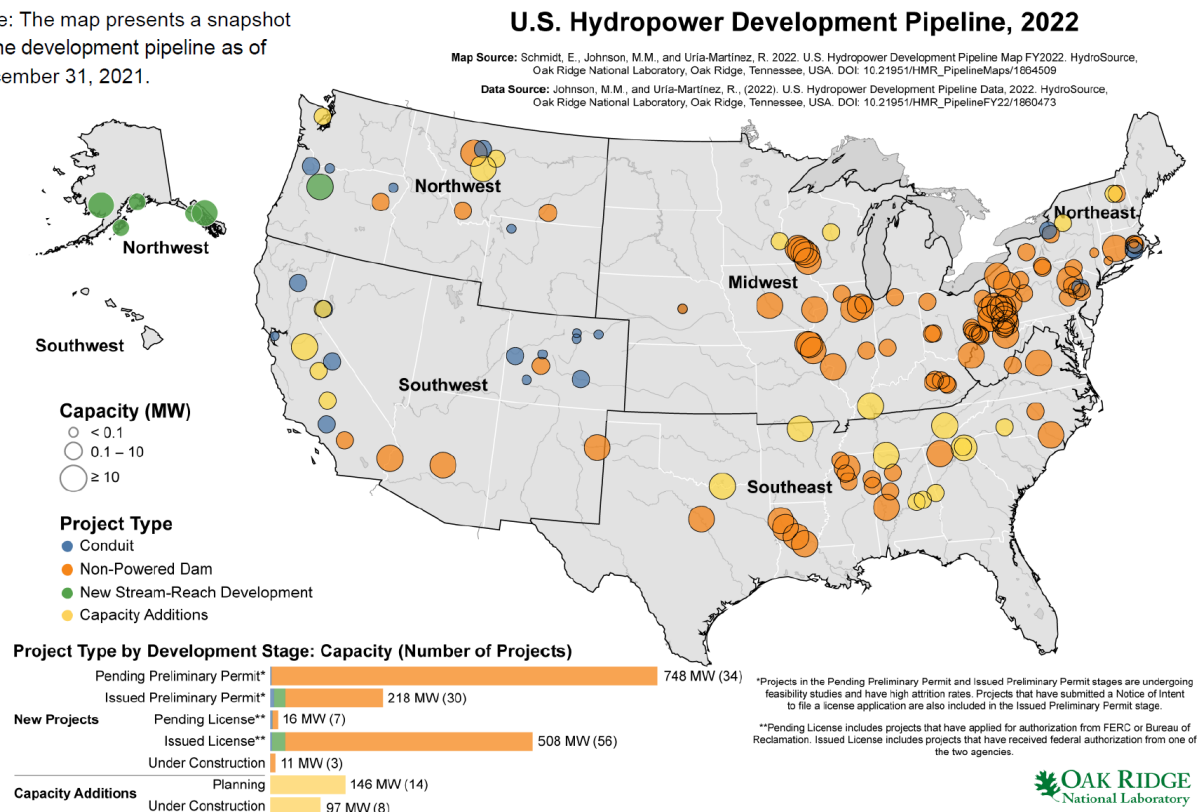 e: The map presents a snapshot
ne development pipeline as of
ember 31, 2021.
U.S. Hydropower Development Pipeline, 2022
Map Source: Schmidt, E., Johnson, M.M., and Uría-Martínez, R. 2022. U.S. Hydropower Development Pipeline Map FY2022. HydroSource,
Oak Ridge National Laboratory, Oak Ridge, Tennessee, USA. DOI: 10.21951/HMR_PipelineMaps/1864509
Data Source: Johnson, M.M., and Uría-Martínez, R., (2022). U.S. Hydropower Development Pipeline Data, 2022. HydroSource,
Oak Ridge National Laboratory, Oak Ridge, Tennessee, USA. DOI: 10.21951/HMR_PipelineFY22/1860473
Northwest
Northwest
Northeast
Midwest
Southwest
Southwest
Southeast
Capacity (MW)
< 0.1
0.1 – 10
≥ 10
Project Type
Conduit
Non-Powered Dam
New Stream-Reach Development
Capacity Additions
Project Type by Development Stage: Capacity (Number of Projects)
Pending Preliminary Permit* 748 MW (34)
Issued Preliminary Permit* 218 MW (30)
New Projects Pending License** 16 MW (7)
Issued License** 508 MW (56)
Under Construction 11 MW (3)
Capacity Additions Planning 146 MW (14)
Under Construction 97 MW (8)
*Projects in the Pending Preliminary Permit and Issued Preliminary Permit stages are undergoing
feasibility studies and have high attrition rates. Projects that have submitted a Notice of Intent
to file a license application are also included in the Issued Preliminary Permit stage.
**Pending License includes projects that have applied for authorization from FERC or Bureau of
Reclamation. Issued License includes projects that have received federal authorization from one of
the two agencies.
OAK RIDGE
National Laboratory